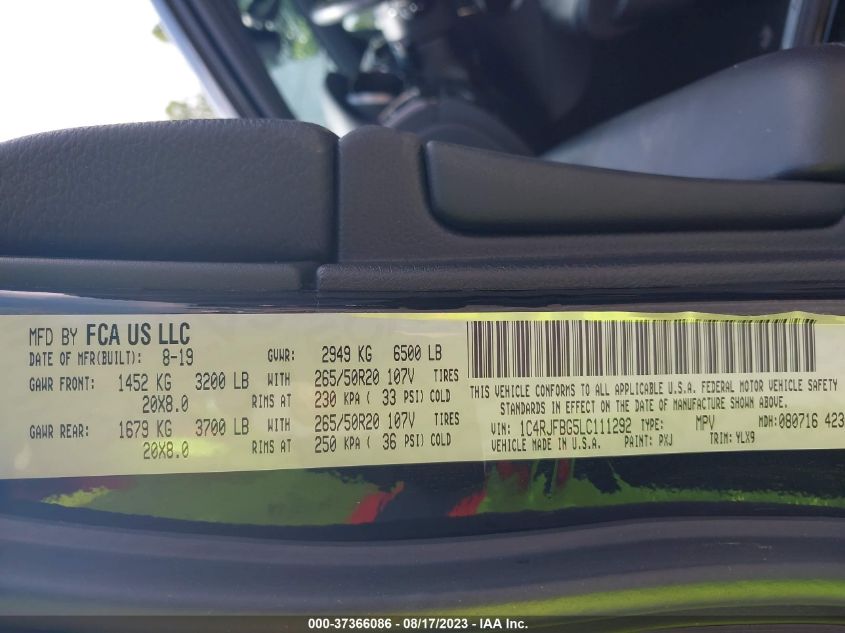 MFD BY FCA US LLC
DATE OF MFR(BUILT): 8-19 GVWR: 2949 KG 6500 LB
GAWR FRONT: 1452 KG 3200 LB WITH 265/50R20 107V TIRES
20X8.0 RIMS AT 230 KPA ( 33 PSI) COLD
GAWR REAR: 1679 KG 3700 LB WITH 265/50R20 107V TIRES
20X8.0 RIMS AT 250 KPA ( 36 PSI) COLD
THIS VEHICLE CONFORMS TO ALL APPLICABLE U.S.A. FEDERAL MOTOR VEHICLE SAFETY
STANDARDS IN EFFECT ON THE DATE OF MANUFACTURE SHOWN ABOVE.
VIN: 1C4RJFBG5LC111292 TYPE: MPV MDH: 080716 423
VEHICLE MADE IN U.S.A. PAINT: PXJ TRIM: YLX9
000-37366086 - 08/17/2023 - IAA Inc.